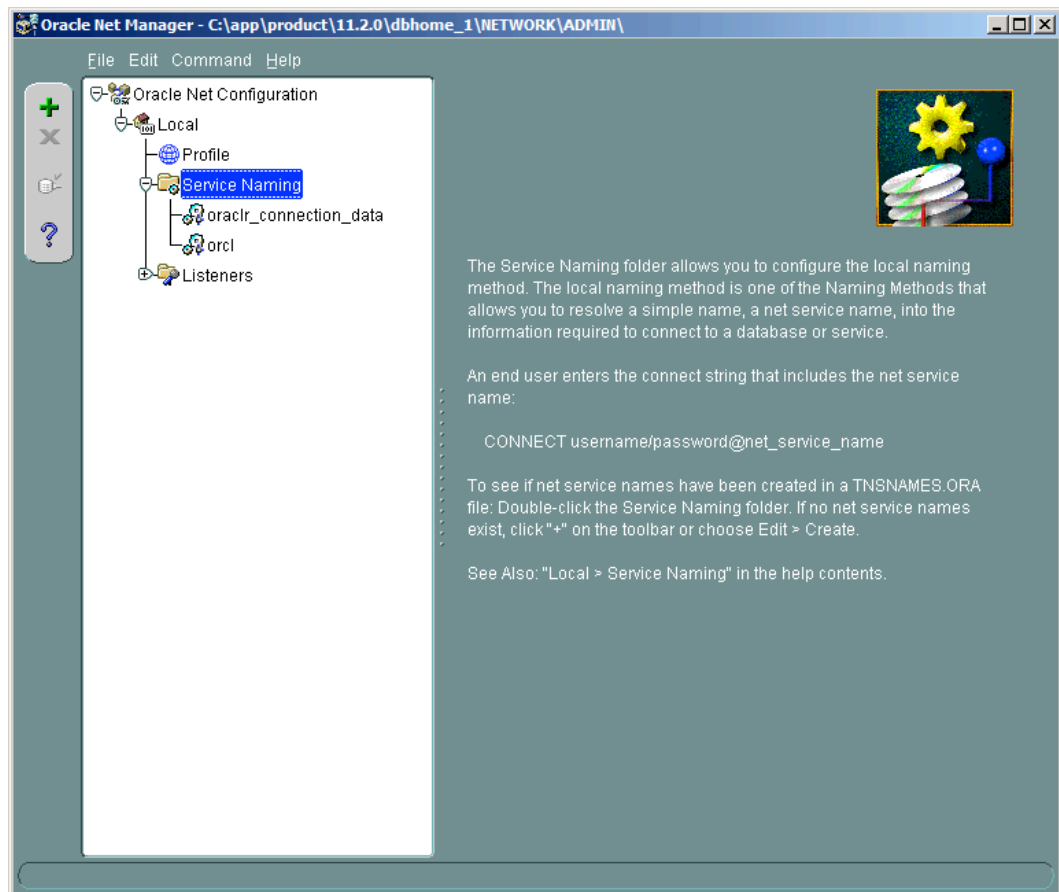 Oracle Net Manager - C:\app\product\11.2.0\dbhome_1\NETWORK\ADMIN\
File Edit Command Help
Oracle Net Configuration
Local
Profile
Service Naming
oraclr_connection_data
orcl
Listeners
The Service Naming folder allows you to configure the local naming
method. The local naming method is one of the Naming Methods that
allows you to resolve a simple name, a net service name, into the
information required to connect to a database or service.
An end user enters the connect string that includes the net service
name:
CONNECT username/password@net_service_name
To see if net service names have been created in a TNSNAMES.ORA
file: Double-click the Service Naming folder. If no net service names
exist, click "+" on the toolbar or choose Edit > Create.
See Also: "Local > Service Naming" in the help contents.